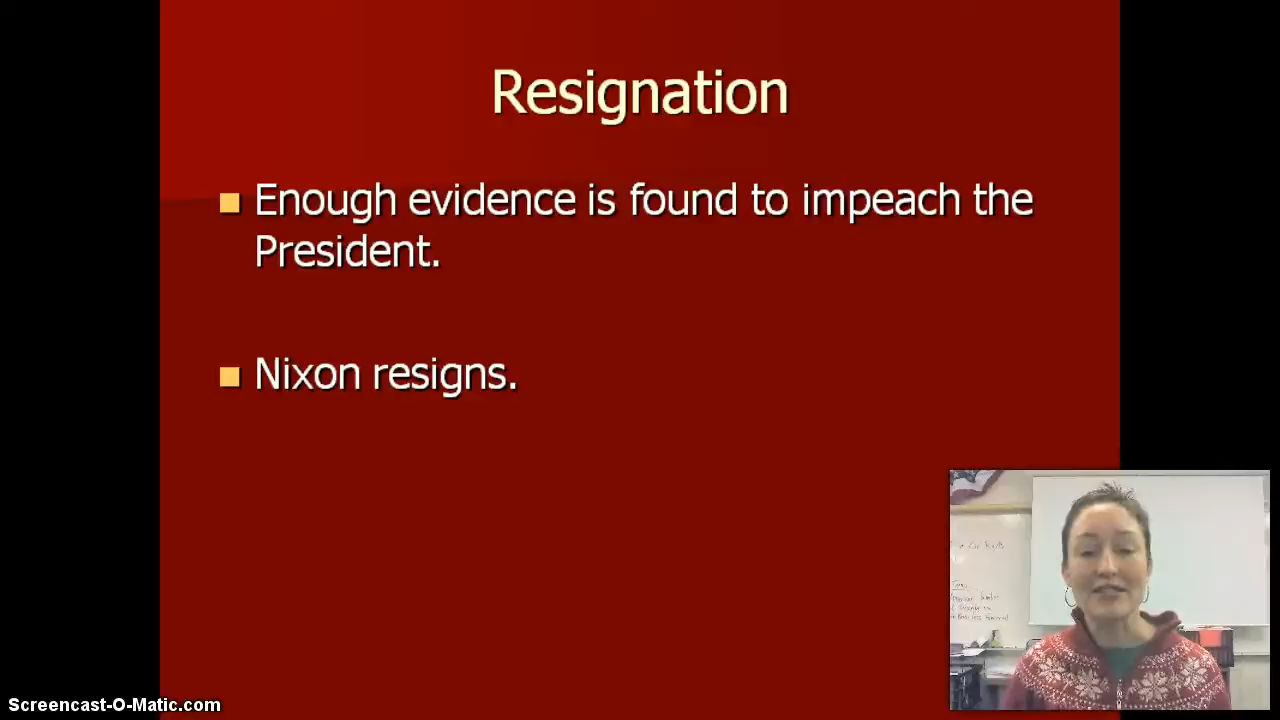 Resignation
Enough evidence is found to impeach the
President.
Nixon resigns.
Screencast-O-Matic.com